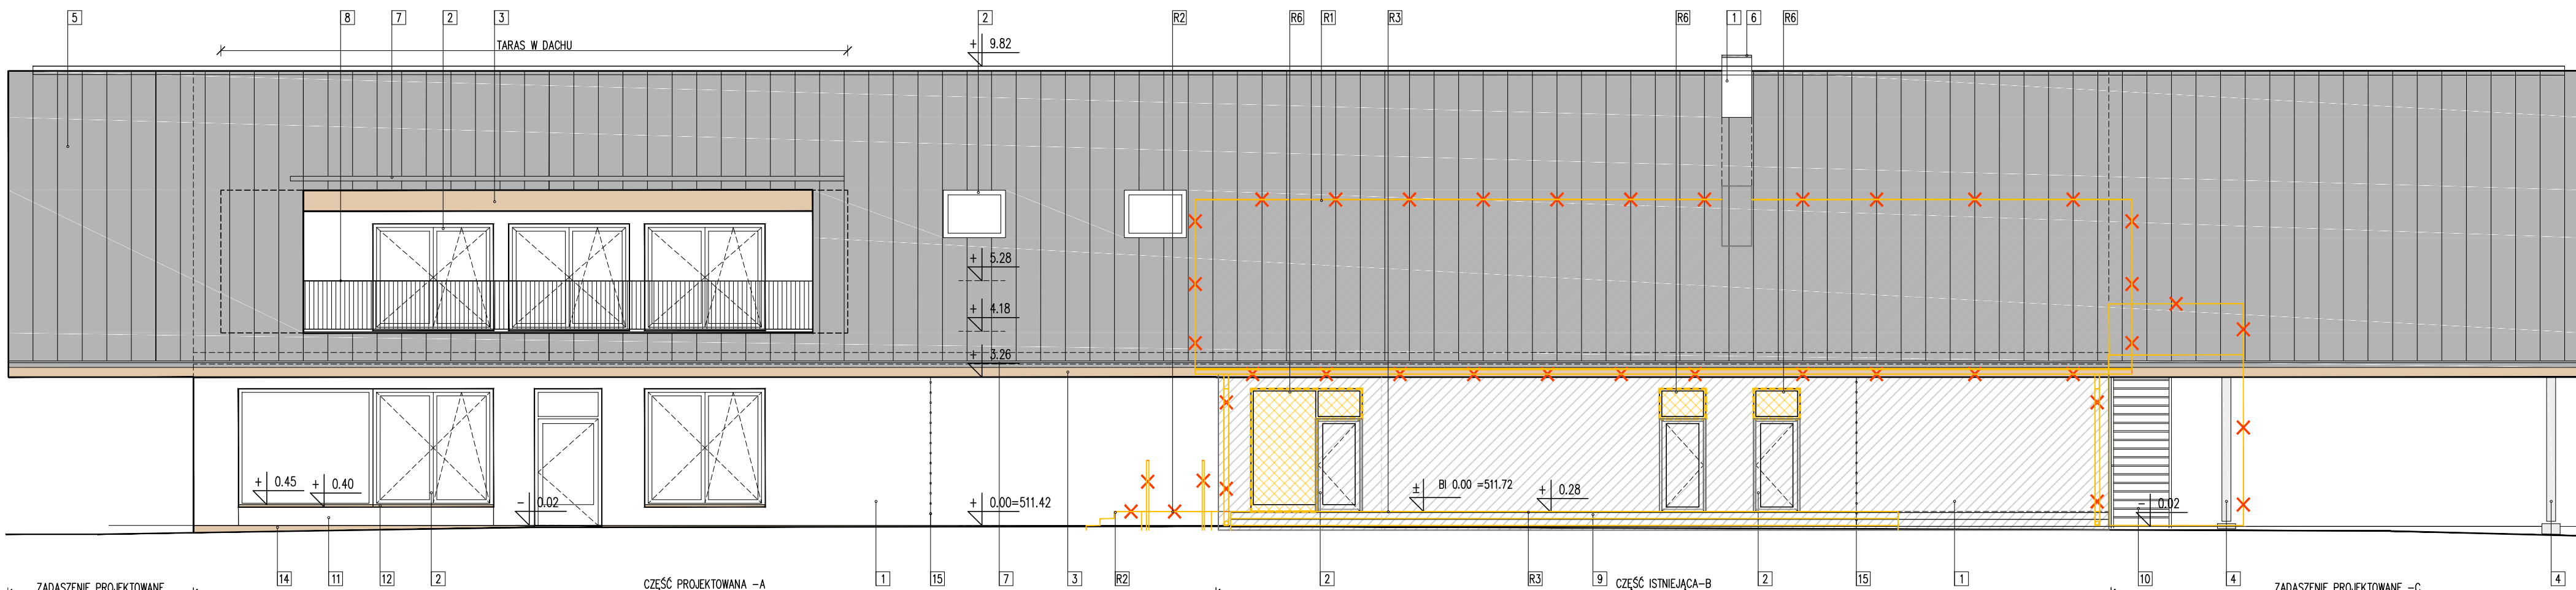 5
8
7
2
3
2
R2
R6
R1
R3
R6
1
6
R6
TARAS W DACHU
+ 9.82
+ 5.28
+ 4.18
+ 3.26
+ 0.45
+ 0.40
- 0.02
+ 0.00=511.42
± BI 0.00 =511.72
+ 0.28
- 0.02
14
11
12
2
1
15
7
3
R2
2
R3
9
2
15
1
10
4
4
ZADASZENIE PROJEKTOWANE
CZĘŚĆ PROJEKTOWANA -A
CZĘŚĆ ISTNIEJĄCA-B
ZADASZENIE PROJEKTOWANE -C